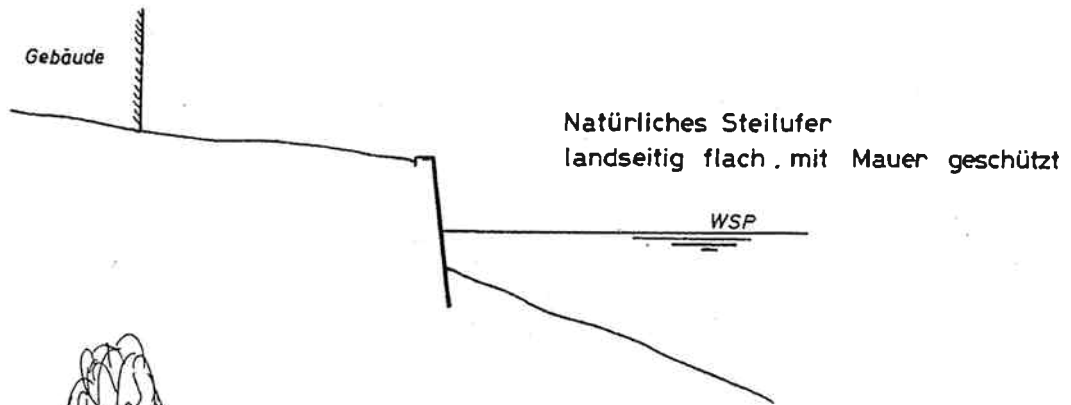 Gebäude
Natürliches Steilufer
landseitig flach, mit Mauer geschützt
WSP